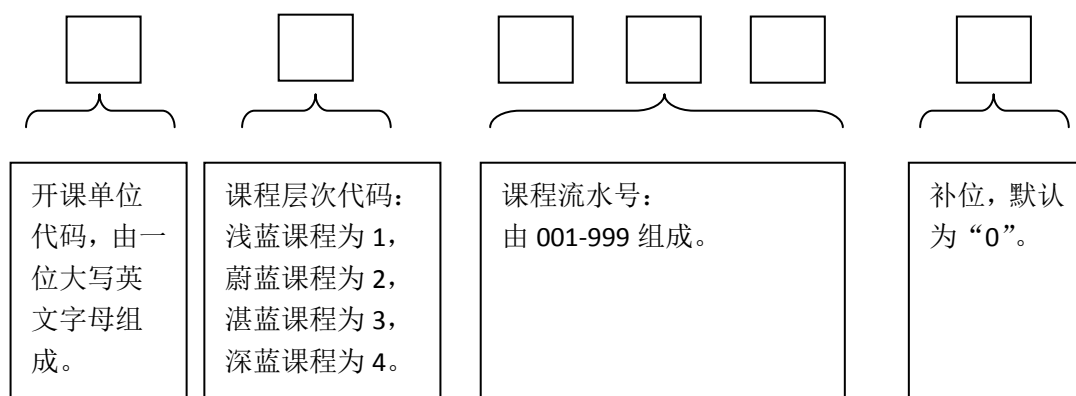 开课单位
代码，由一
位大写英
文字母组
成。
课程层次代码：
浅蓝课程为 1，
蔚蓝课程为 2，
湛蓝课程为 3，
深蓝课程为 4。
课程流水号：
由 001-999 组成。
补位，默认
为“0”。